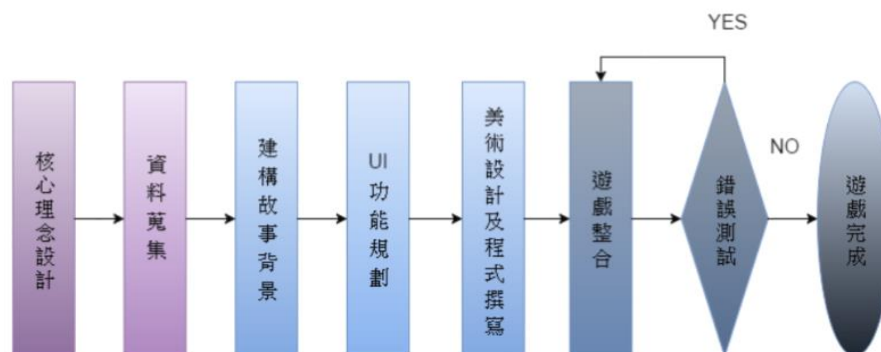 YES
核心理念設計
資料蒐集
建構故事背景
UI功能規劃
美術設計及程式撰寫
遊戲整合
錯誤測試
NO
遊戲完成